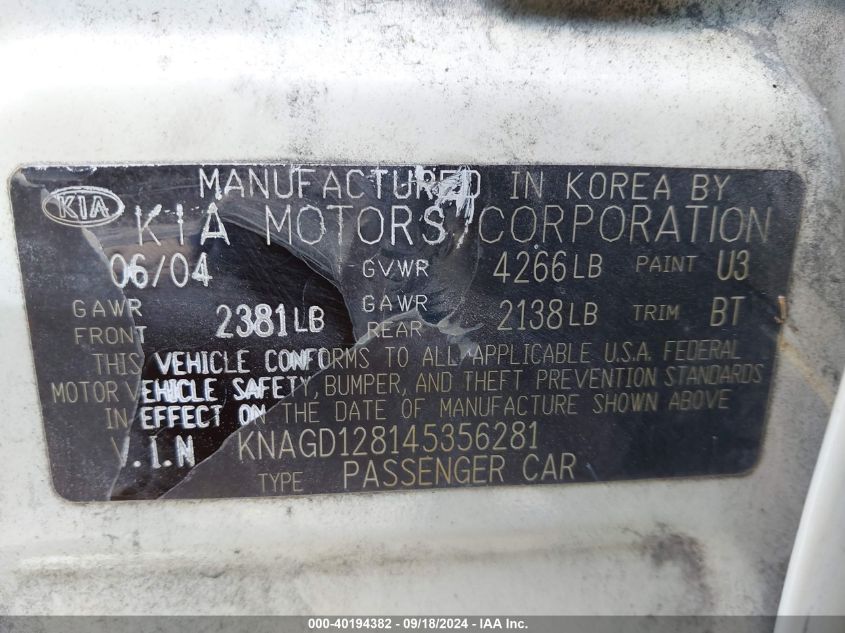 MANUFACTURED IN KOREA BY
KIA
KIA MOTORS CORPORATION
06/04 GVWR 4266LB PAINT U3
GAWR FRONT 2381LB GAWR REAR 2138LB TRIM BT
THIS VEHICLE CONFORMS TO ALL APPLICABLE U.S.A. FEDERAL
MOTOR VEHICLE SAFETY, BUMPER, AND THEFT PREVENTION STANDARDS
IN EFFECT ON THE DATE OF MANUFACTURE SHOWN ABOVE
V.I.N KNAGD128145356281
TYPE PASSENGER CAR
000-40194382 - 09/18/2024 - IAA Inc.